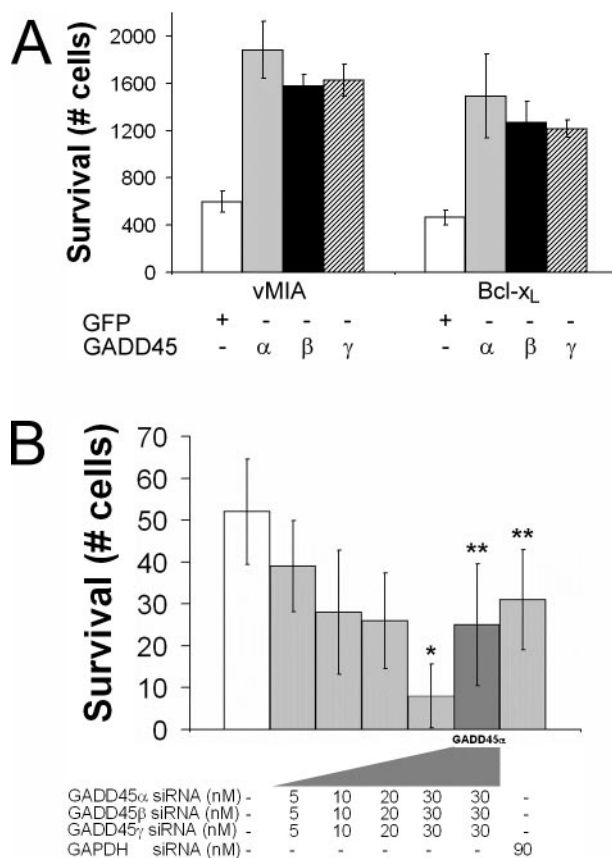 A
Survival (# cells)
2000
1600
1200
800
400
0
vMIA Bcl-xL
GFP + - - - + - - -
GADD45 - α β γ - α β γ
B
Survival (# cells)
70
60
50
40
30
20
10
0
*
**
**
GADD45α
GADD45α siRNA (nM) - 5 10 20 30 30 -
GADD45β siRNA (nM) - 5 10 20 30 30 -
GADD45γ siRNA (nM) - 5 10 20 30 30 -
GAPDH siRNA (nM) - - - - - - 90